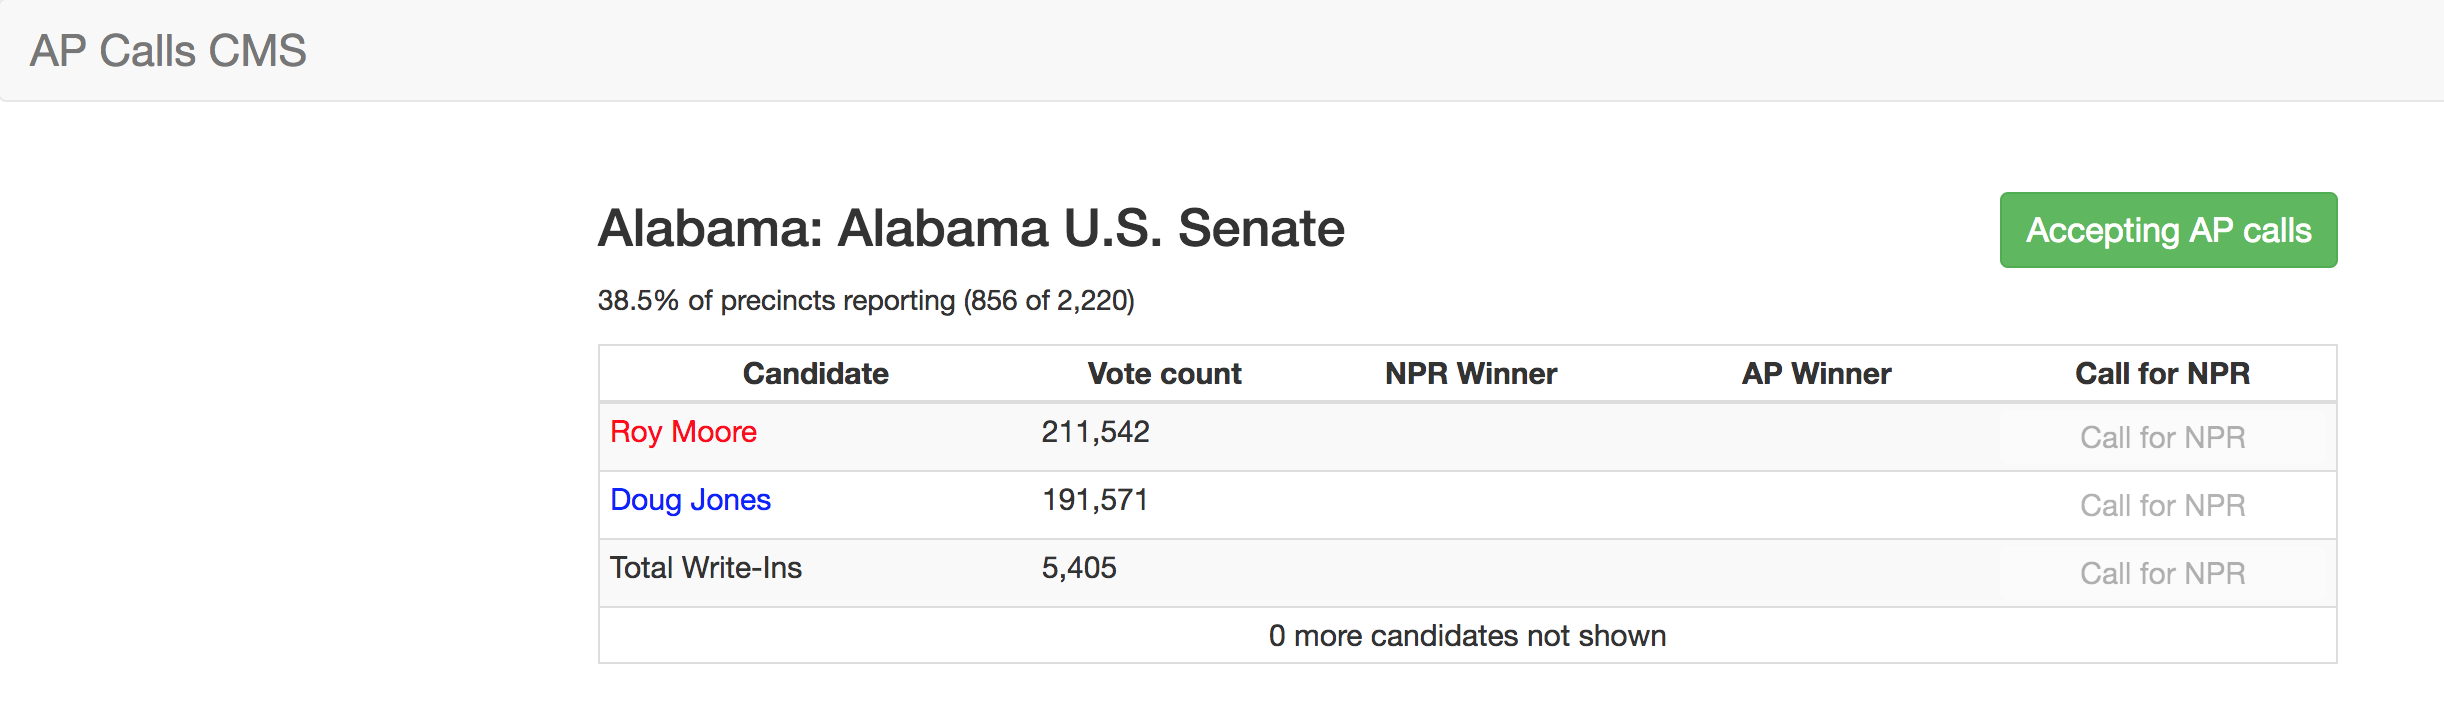 AP Calls CMS
Alabama: Alabama U.S. Senate
Accepting AP calls
38.5% of precincts reporting (856 of 2,220)
Candidate Vote count NPR Winner AP Winner Call for NPR
Roy Moore 211,542 Call for NPR
Doug Jones 191,571 Call for NPR
Total Write-Ins 5,405 Call for NPR
0 more candidates not shown